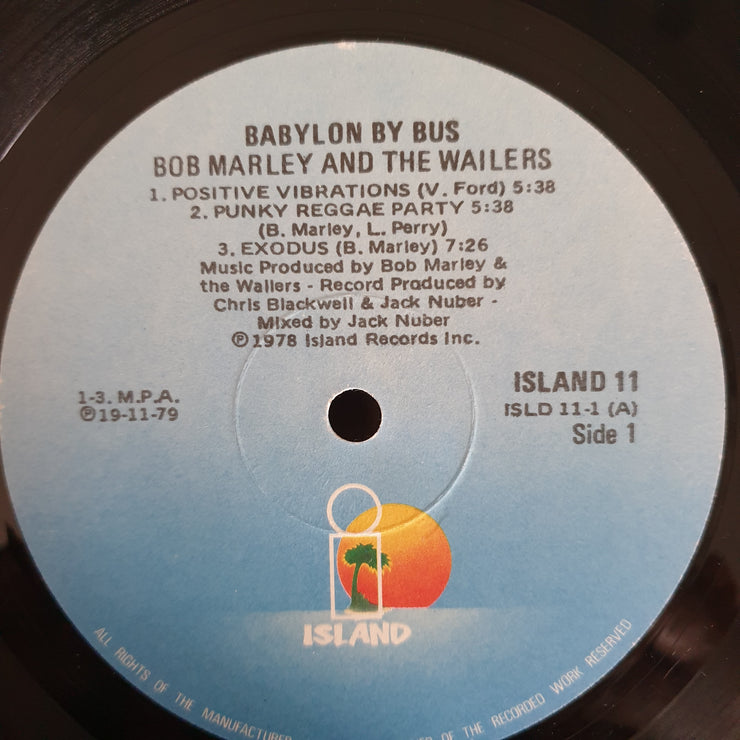 BABYLON BY BUS
BOB MARLEY AND THE WAILERS
1. POSITIVE VIBRATIONS (V. Ford) 5:38
2. PUNKY REGGAE PARTY 5:38
(B. Marley, L. Perry)
3. EXODUS (B. Marley) 7:26
Music Produced by Bob Marley &
the Wailers - Record Produced by
Chris Blackwell & Jack Nuber -
Mixed by Jack Nuber
℗ 1978 Island Records Inc.
1-3. M.P.A.
℗19-11-79
ISLAND 11
ISLD 11-1 (A)
Side 1
ISLAND
ALL RIGHTS OF THE MANUFACTURER
OF THE RECORDED WORK RESERVED